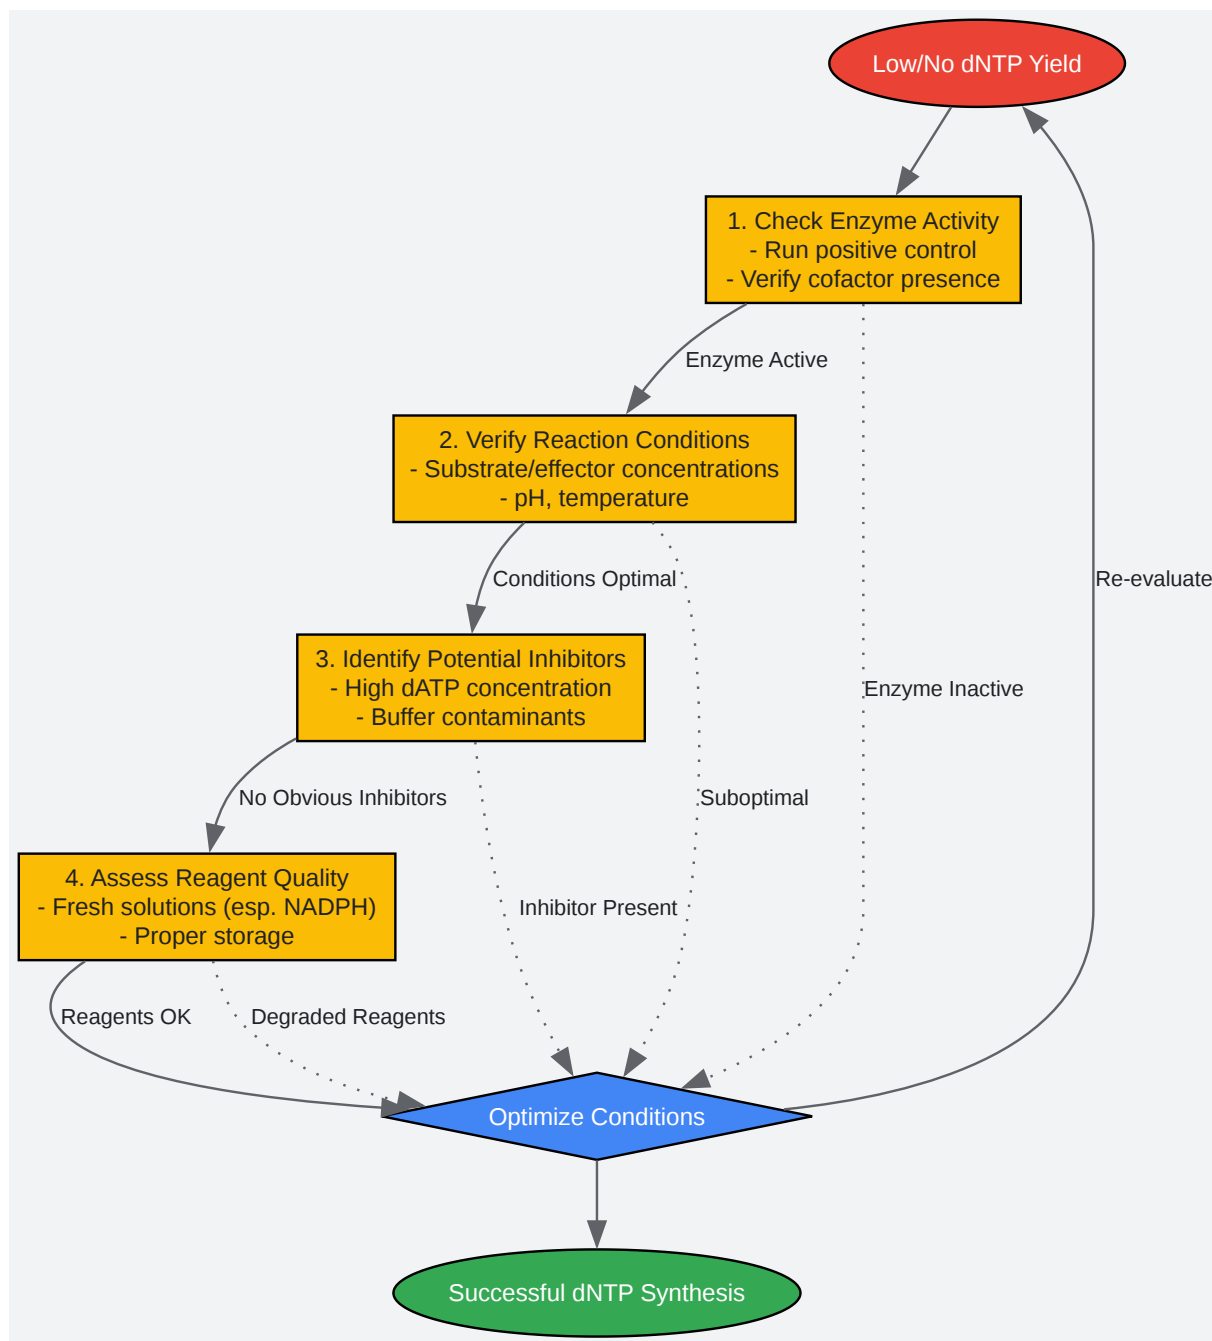 Low/No dNTP Yield
1. Check Enzyme Activity
- Run positive control
- Verify cofactor presence
Enzyme Active
2. Verify Reaction Conditions
- Substrate/effector concentrations
- pH, temperature
Conditions Optimal
Re-evaluate
3. Identify Potential Inhibitors
- High dATP concentration
- Buffer contaminants
Enzyme Inactive
No Obvious Inhibitors
Suboptimal
4. Assess Reagent Quality
- Fresh solutions (esp. NADPH)
- Proper storage
Inhibitor Present
Reagents OK
Degraded Reagents
Optimize Conditions
Successful dNTP Synthesis